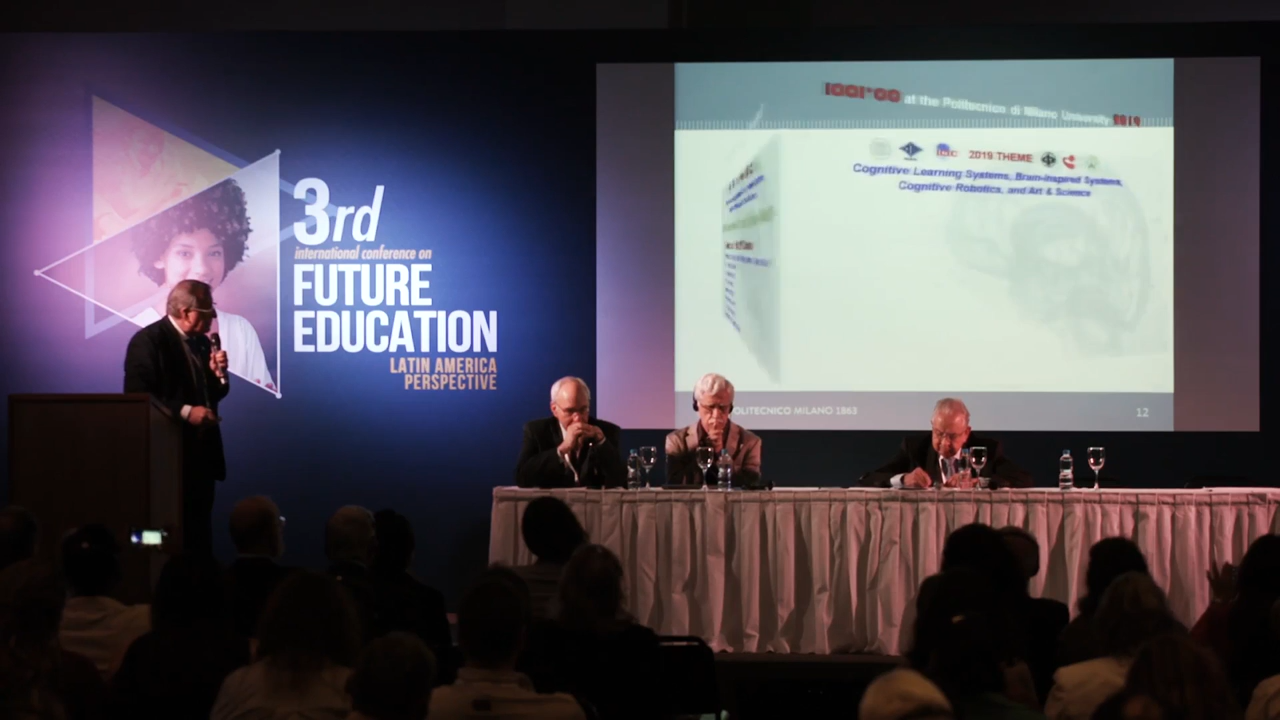 3rd
international conference on
FUTURE
EDUCATION
LATIN AMERICA
PERSPECTIVE
at the Politecnico di Milano University 2019
2019 THEME
Cognitive Learning Systems, Brain-inspired Systems,
Cognitive Robotics, and Art & Science
POLITECNICO MILANO 1863
12